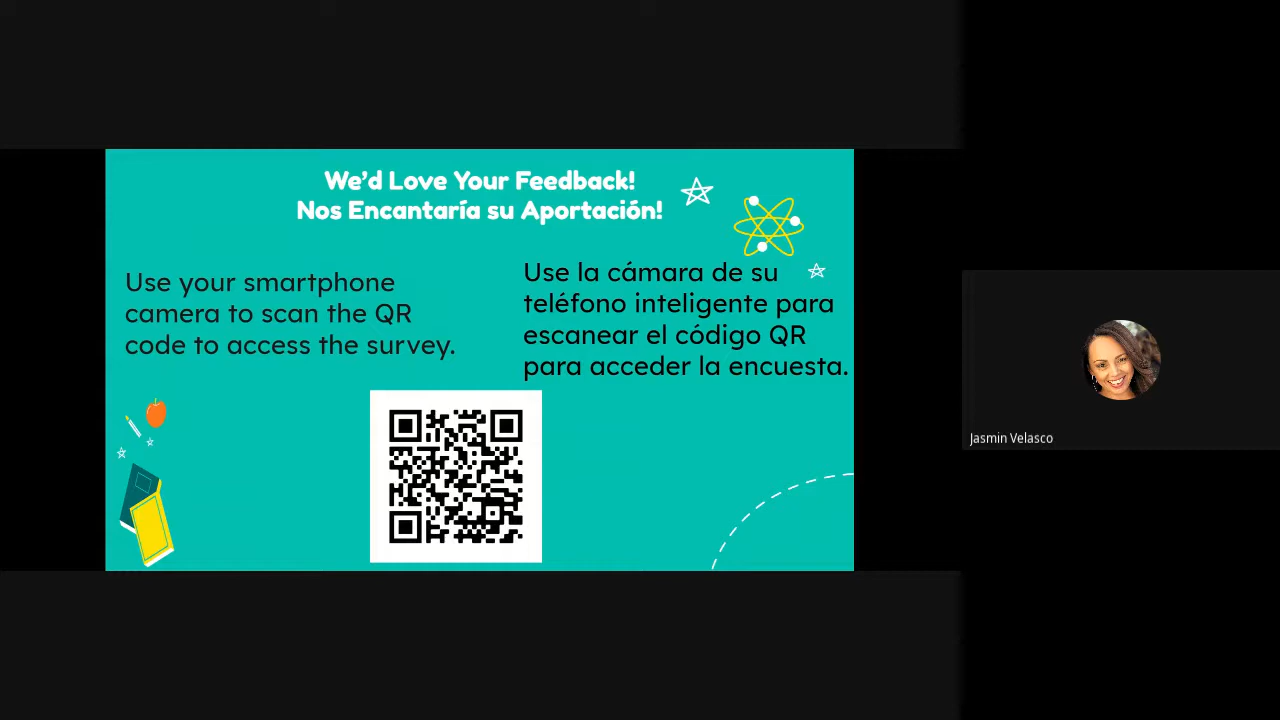 We'd Love Your Feedback!
Nos Encantaría su Aportación!
Use your smartphone
camera to scan the QR
code to access the survey.
Use la cámara de su
teléfono inteligente para
escanear el código QR
para acceder la encuesta.
Jasmin Velasco